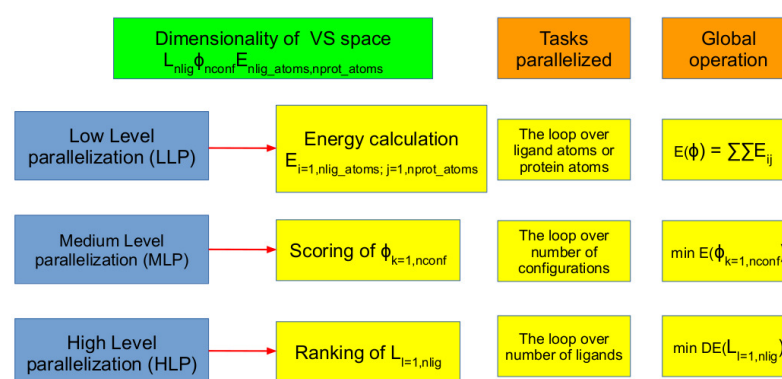 Dimensionality of VS space
LnligφnconfEnlig_atoms,nprot_atoms
Tasks
parallelized
Global
operation
Low Level
parallelization (LLP)
Energy calculation
Ei=1,nlig_atoms; j=1,nprot_atoms
The loop over
ligand atoms or
protein atoms
E(ϕ) = ∑∑Eij
Medium Level
parallelization (MLP)
Scoring of ϕk=1,nconf
The loop over
number of
configurations
min E(ϕk=1,nconf)
High Level
parallelization (HLP)
Ranking of Ll=1,nlig
The loop over
number of ligands
min DE(Ll=1,nlig)